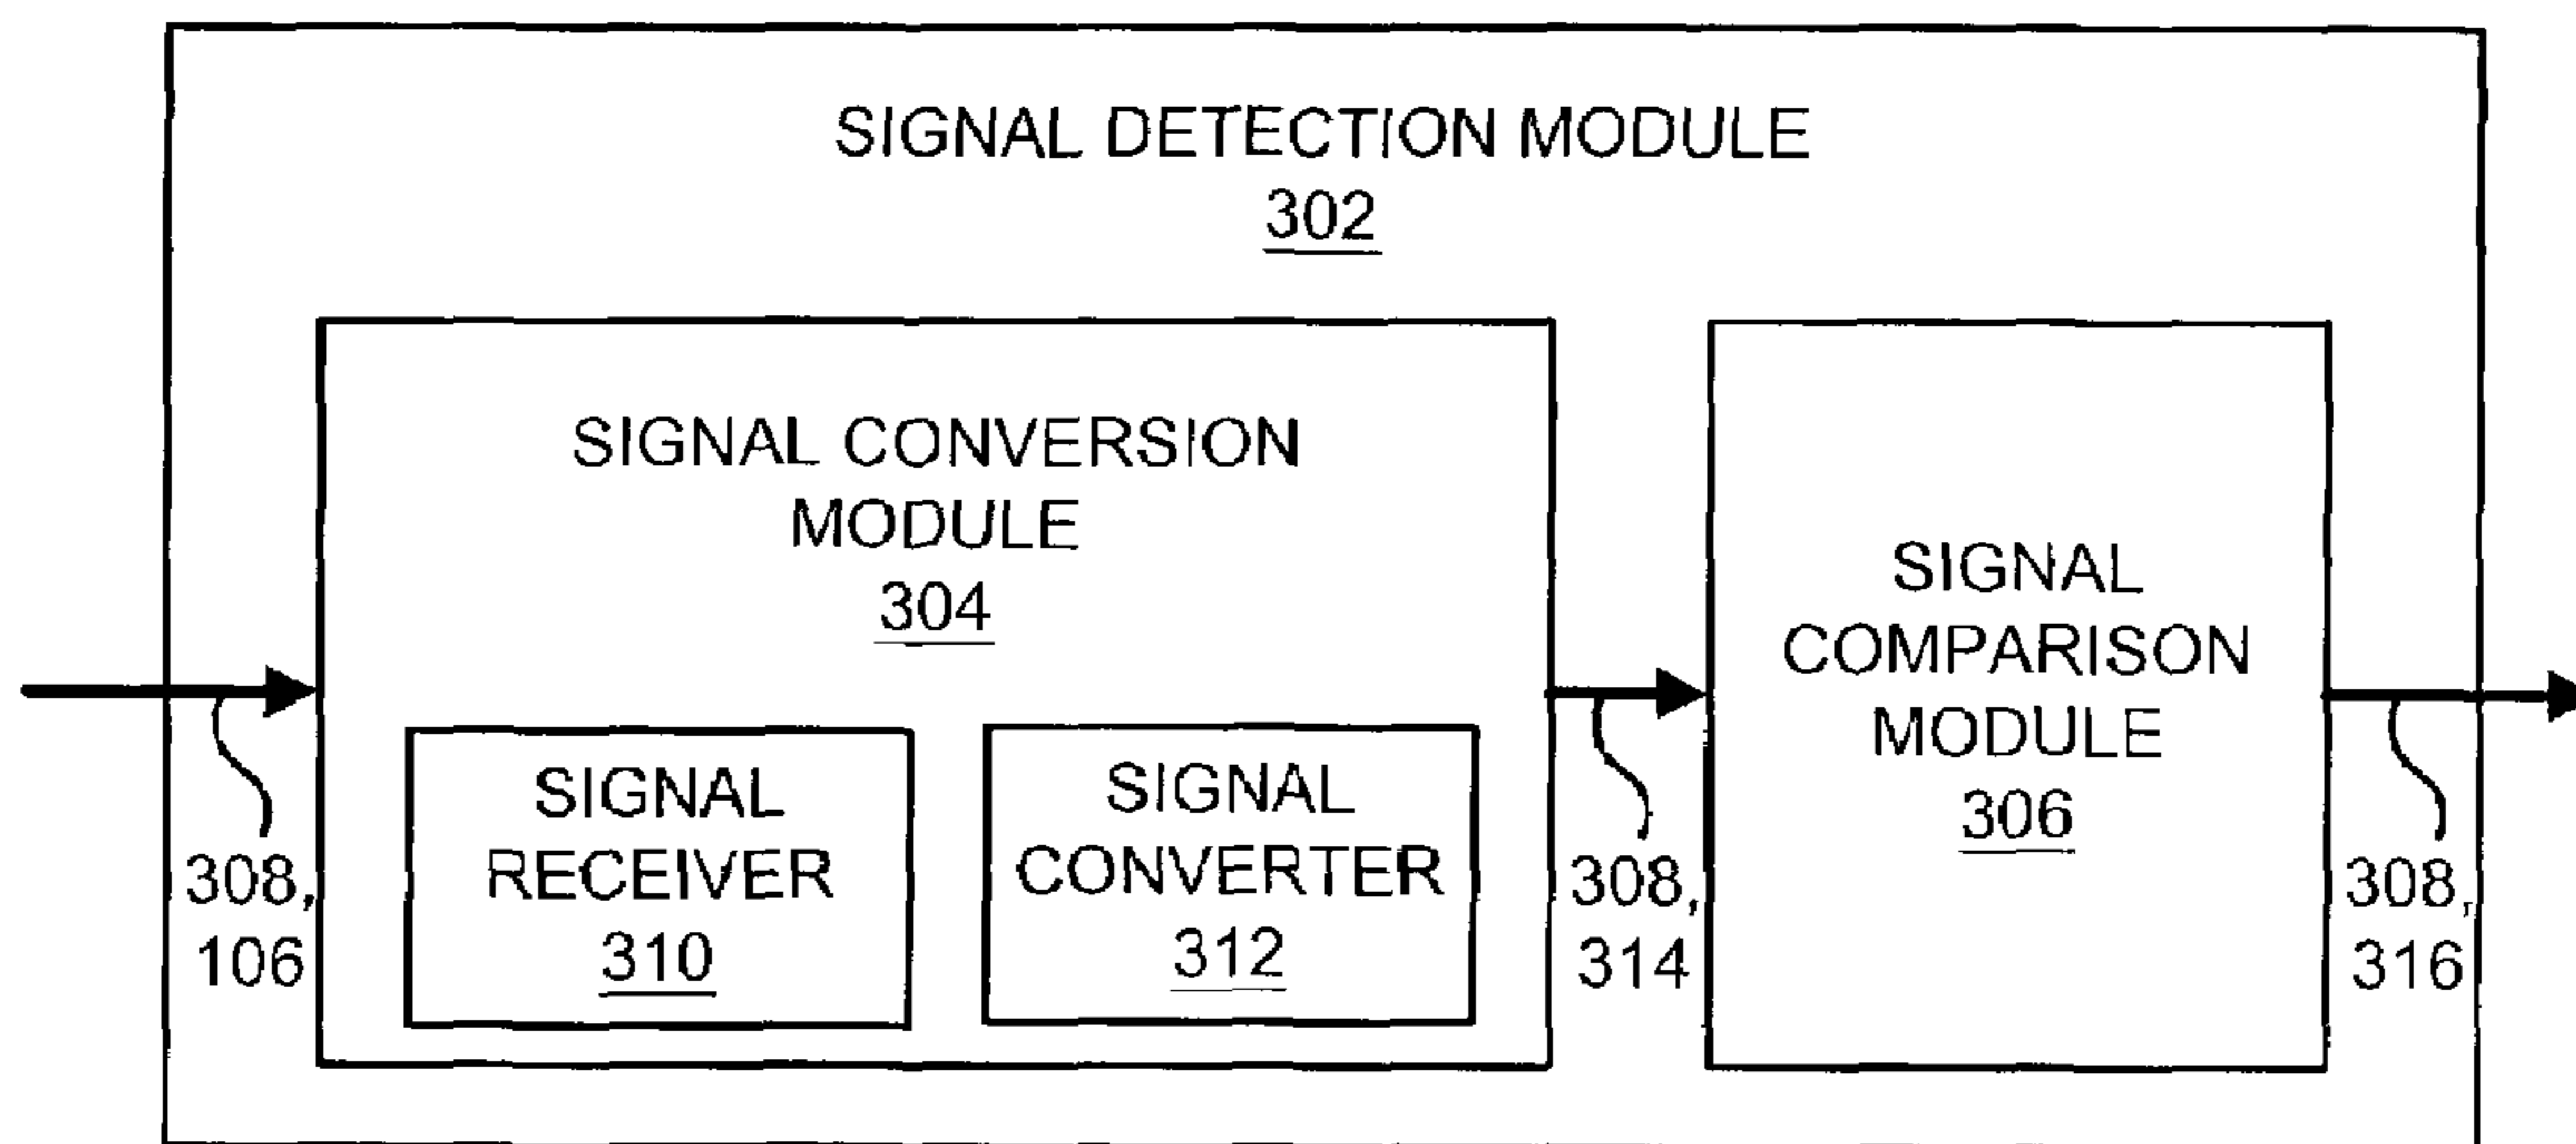 SIGNAL DETECTION MODULE
302
SIGNAL CONVERSION
MODULE
304
SIGNAL
RECEIVER
310
SIGNAL
CONVERTER
312
SIGNAL
COMPARISON
MODULE
306
308,
106
308,
314
308,
316